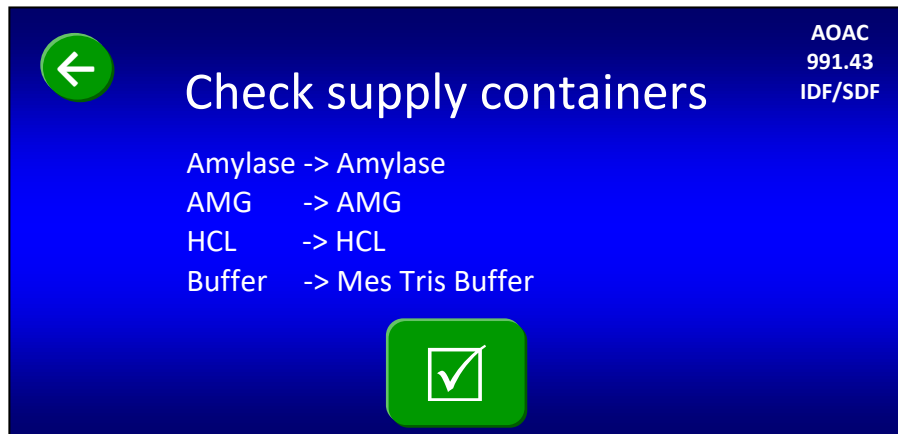 AOAC
991.43
IDF/SDF
Check supply containers
Amylase -> Amylase
AMG -> AMG
HCL -> HCL
Buffer -> Mes Tris Buffer